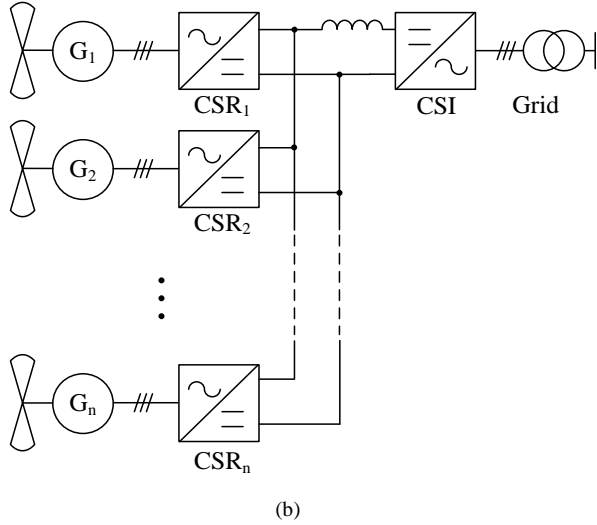 G₁
CSR₁
CSI
Grid
G₂
CSR₂
Gₙ
CSRₙ
(b)